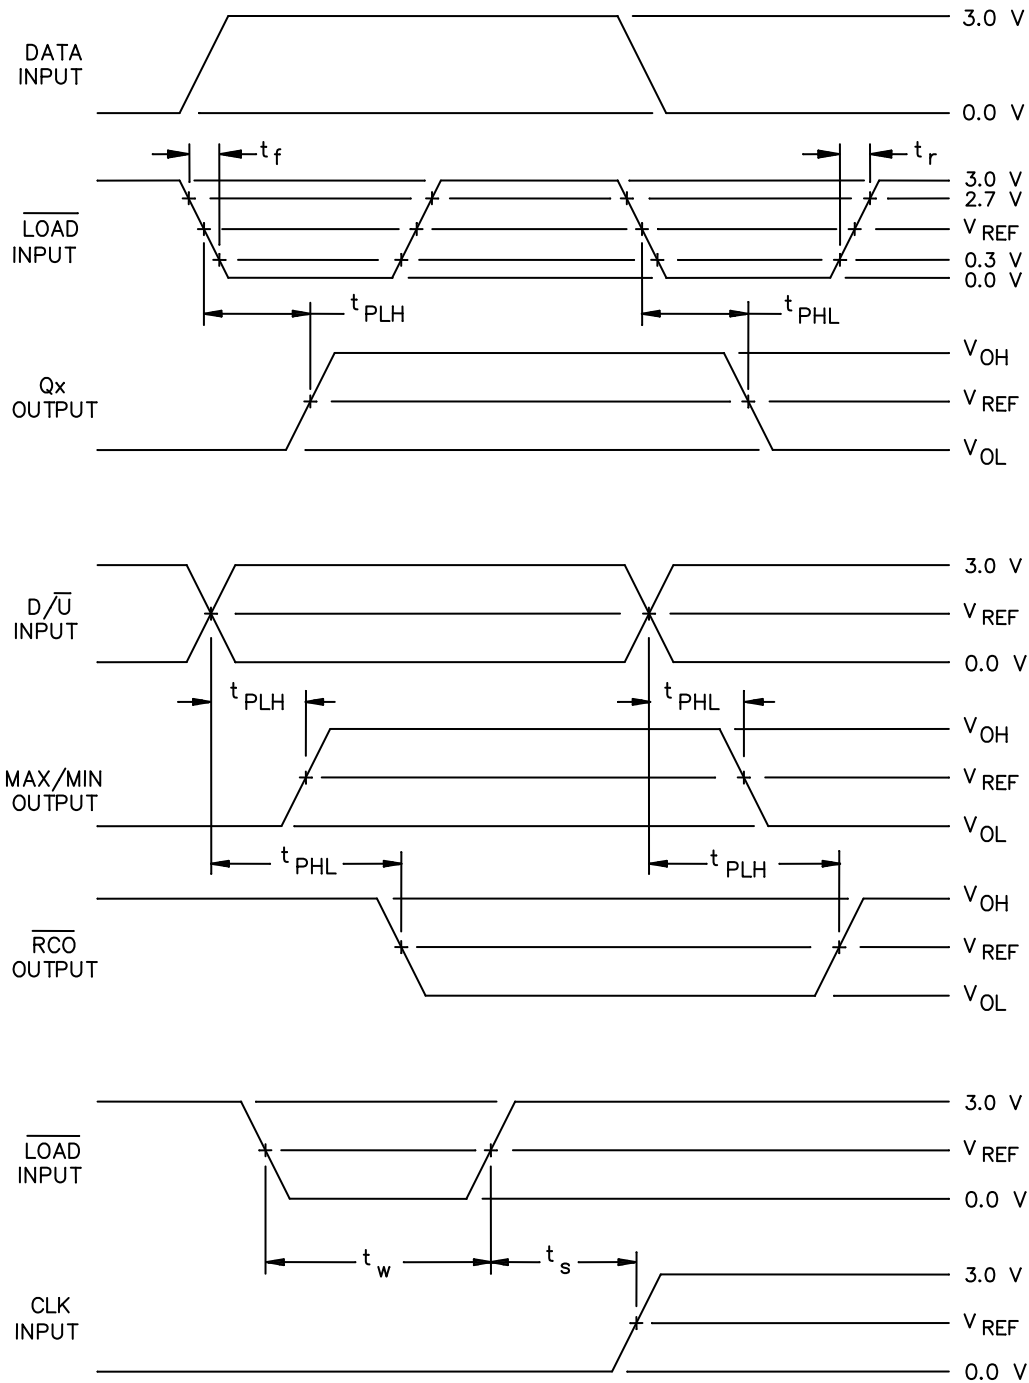 3.0 V
DATA
INPUT
0.0 V
t f
t r
3.0 V
2.7 V
LOAD
INPUT
V REF
0.3 V
0.0 V
t PLH
t PHL
V OH
Qx
OUTPUT
V REF
V OL
3.0 V
D/U
INPUT
V REF
0.0 V
t PLH
t PHL
V OH
MAX/MIN
OUTPUT
V REF
V OL
t PHL
t PLH
V OH
RCO
OUTPUT
V REF
V OL
3.0 V
LOAD
INPUT
V REF
0.0 V
t w
t s
3.0 V
CLK
INPUT
V REF
0.0 V